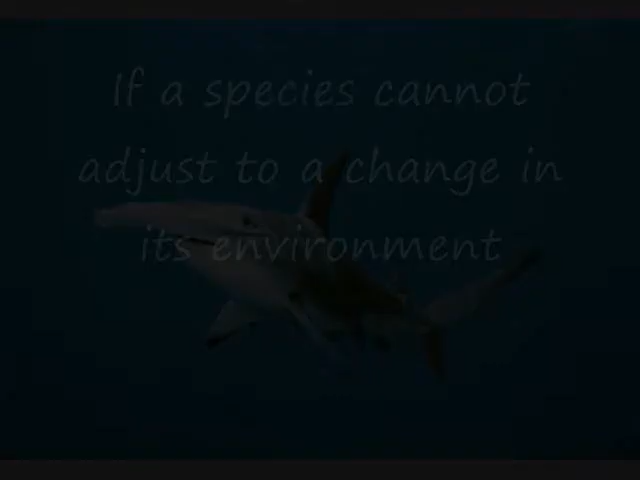 If a species cannot
adjust to a change in
its environment